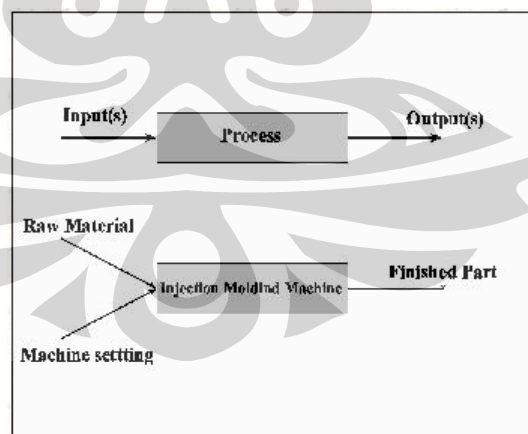 Input(s)
Process
Output(s)
Raw Material
Injection Moldind Machine
Finished Part
Machine settting